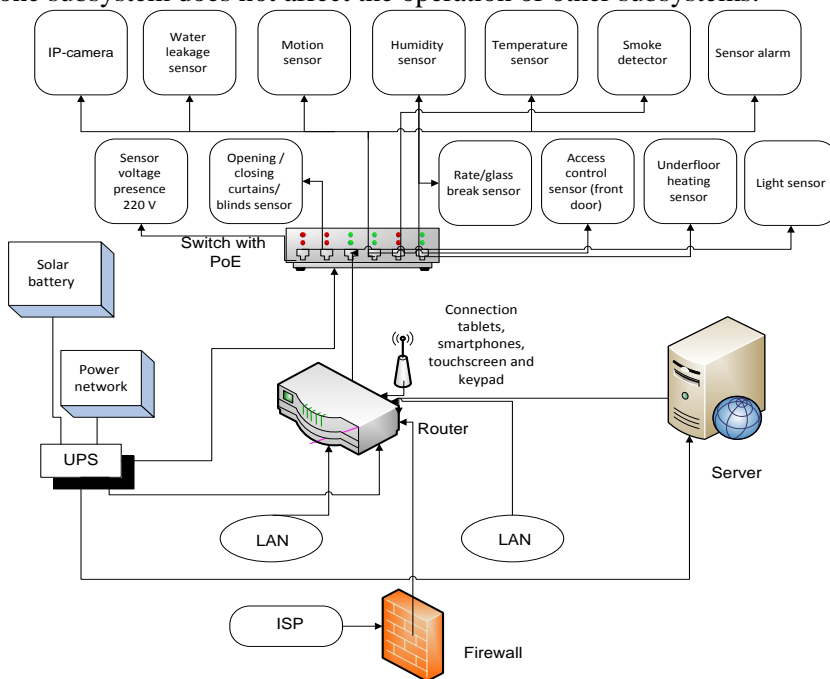 one subsystem does not affect the operation of other subsystems.
IP-camera
Water
leakage
sensor
Motion
sensor
Humidity
sensor
Temperature
sensor
Smoke
detector
Sensor alarm
Sensor
voltage
presence
220 V
Opening /
closing
curtains/
blinds sensor
Rate/glass
break sensor
Access
control
sensor (front
door)
Underfloor
heating
sensor
Light sensor
Switch with
PoE
Solar
battery
Power
network
UPS
Connection
tablets,
smartphones,
touchscreen and
keypad
Router
Server
LAN
LAN
ISP
Firewall